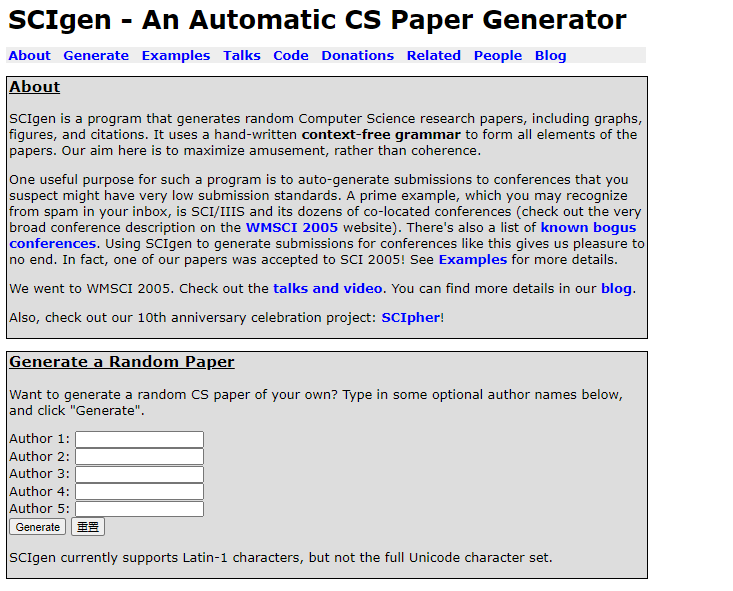 SCIgen - An Automatic CS Paper Generator
About Generate Examples Talks Code Donations Related People Blog
About
SCIgen is a program that generates random Computer Science research papers, including graphs,
figures, and citations. It uses a hand-written context-free grammar to form all elements of the
papers. Our aim here is to maximize amusement, rather than coherence.
One useful purpose for such a program is to auto-generate submissions to conferences that you
suspect might have very low submission standards. A prime example, which you may recognize
from spam in your inbox, is SCI/IIIS and its dozens of co-located conferences (check out the very
broad conference description on the WMSCI 2005 website). There's also a list of known bogus
conferences. Using SCIgen to generate submissions for conferences like this gives us pleasure to
no end. In fact, one of our papers was accepted to SCI 2005! See Examples for more details.
We went to WMSCI 2005. Check out the talks and video. You can find more details in our blog.
Also, check out our 10th anniversary celebration project: SCIpher!
Generate a Random Paper
Want to generate a random CS paper of your own? Type in some optional author names below,
and click "Generate".
Author 1:
Author 2:
Author 3:
Author 4:
Author 5:
Generate 重置
SCIgen currently supports Latin-1 characters, but not the full Unicode character set.